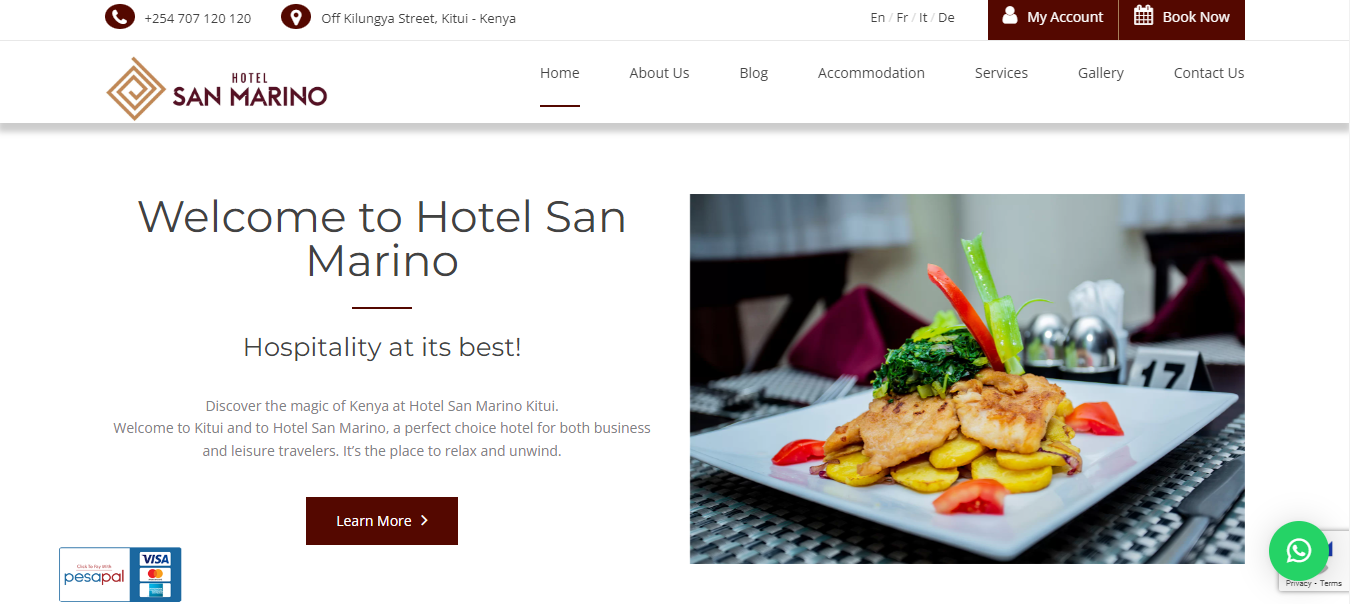 +254 707 120 120
Off Kilungya Street, Kitui - Kenya
En / Fr / It / De
My Account
Book Now
HOTEL
SAN MARINO
Home
About Us
Blog
Accommodation
Services
Gallery
Contact Us
Welcome to Hotel San
Marino
Hospitality at its best!
Discover the magic of Kenya at Hotel San Marino Kitui.
Welcome to Kitui and to Hotel San Marino, a perfect choice hotel for both business
and leisure travelers. It’s the place to relax and unwind.
Learn More
17
Click To Pay With
pesapal
VISA
Privacy - Terms